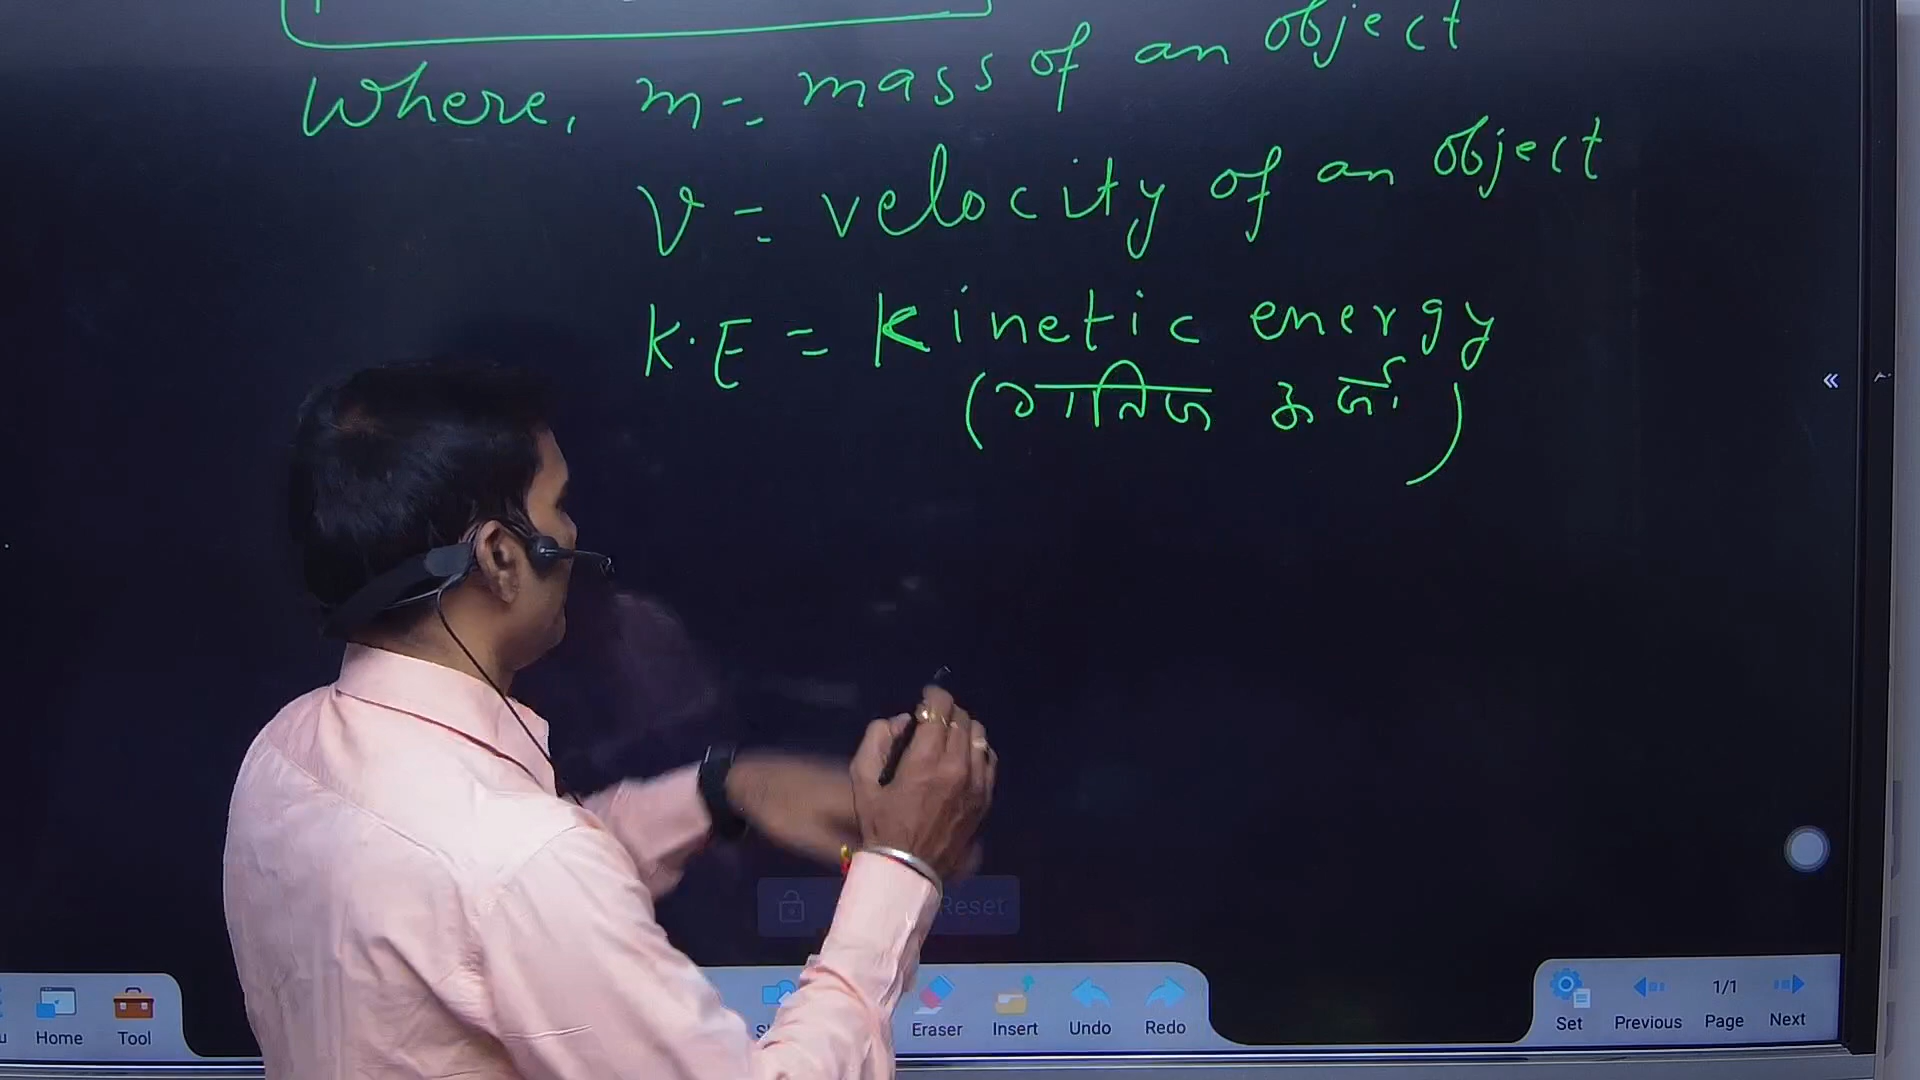 Where, m = mass of an object
V = velocity of an object
K.E = Kinetic energy
(गतिज ऊर्जा)
Reset
Home
Tool
Eraser
Insert
Undo
Redo
Set
Previous
1/1
Page
Next